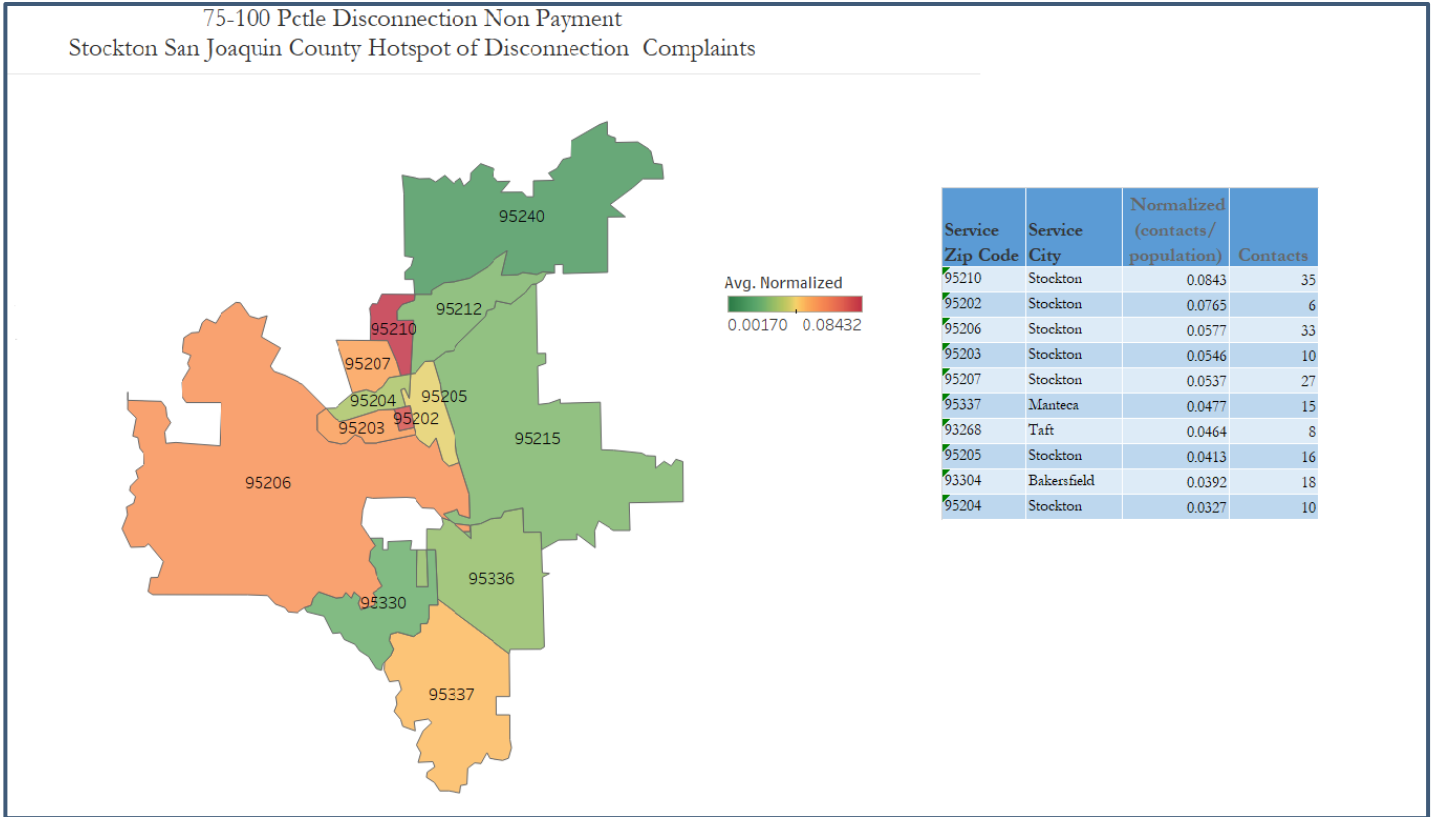 75-100 Pctle Disconnection Non Payment
Stockton San Joaquin County Hotspot of Disconnection Complaints
95240
95212
95210
95207
95204
95205
95202
95203
95215
95206
95336
95330
95337
Avg. Normalized
0.00170 0.08432
Service Zip Code Service City Normalized (contacts/ population) Contacts
95210 Stockton 0.0843 35
95202 Stockton 0.0765 6
95206 Stockton 0.0577 33
95203 Stockton 0.0546 10
95207 Stockton 0.0537 27
95337 Manteca 0.0477 15
93268 Taft 0.0464 8
95205 Stockton 0.0413 16
93304 Bakersfield 0.0392 18
95204 Stockton 0.0327 10